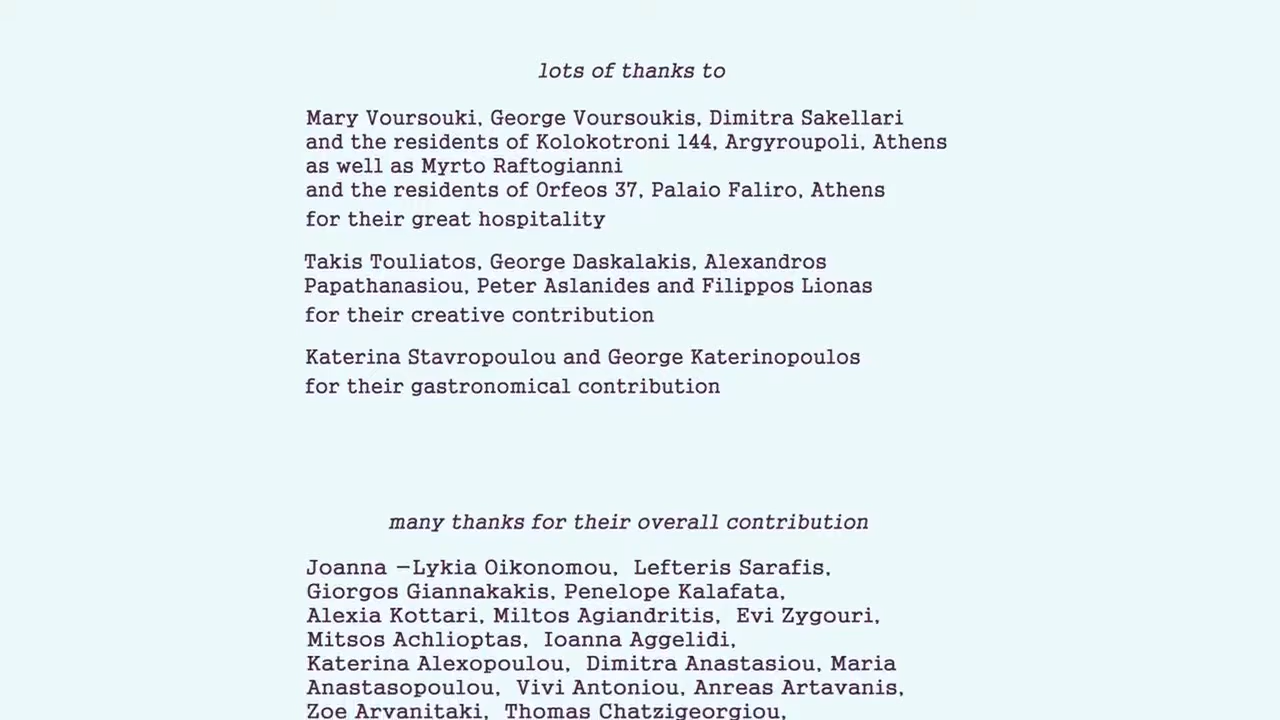 lots of thanks to
Mary Voursouki, George Voursoukis, Dimitra Sakellari
and the residents of Kolokotroni 144, Argyroupoli, Athens
as well as Myrto Raftogianni
and the residents of Orfeos 37, Palaio Faliro, Athens
for their great hospitality
Takis Touliatos, George Daskalakis, Alexandros
Papathanasiou, Peter Aslanides and Filippos Lionas
for their creative contribution
Katerina Stavropoulou and George Katerinopoulos
for their gastronomical contribution
many thanks for their overall contribution
Joanna –Lykia Oikonomou, Lefteris Sarafis,
Giorgos Giannakakis, Penelope Kalafata,
Alexia Kottari, Miltos Agiandritis, Evi Zygouri,
Mitsos Achlioptas, Ioanna Aggelidi,
Katerina Alexopoulou, Dimitra Anastasiou, Maria
Anastasopoulou, Vivi Antoniou, Anreas Artavanis,
Zoe Arvanitaki, Thomas Chatzigeorgiou,